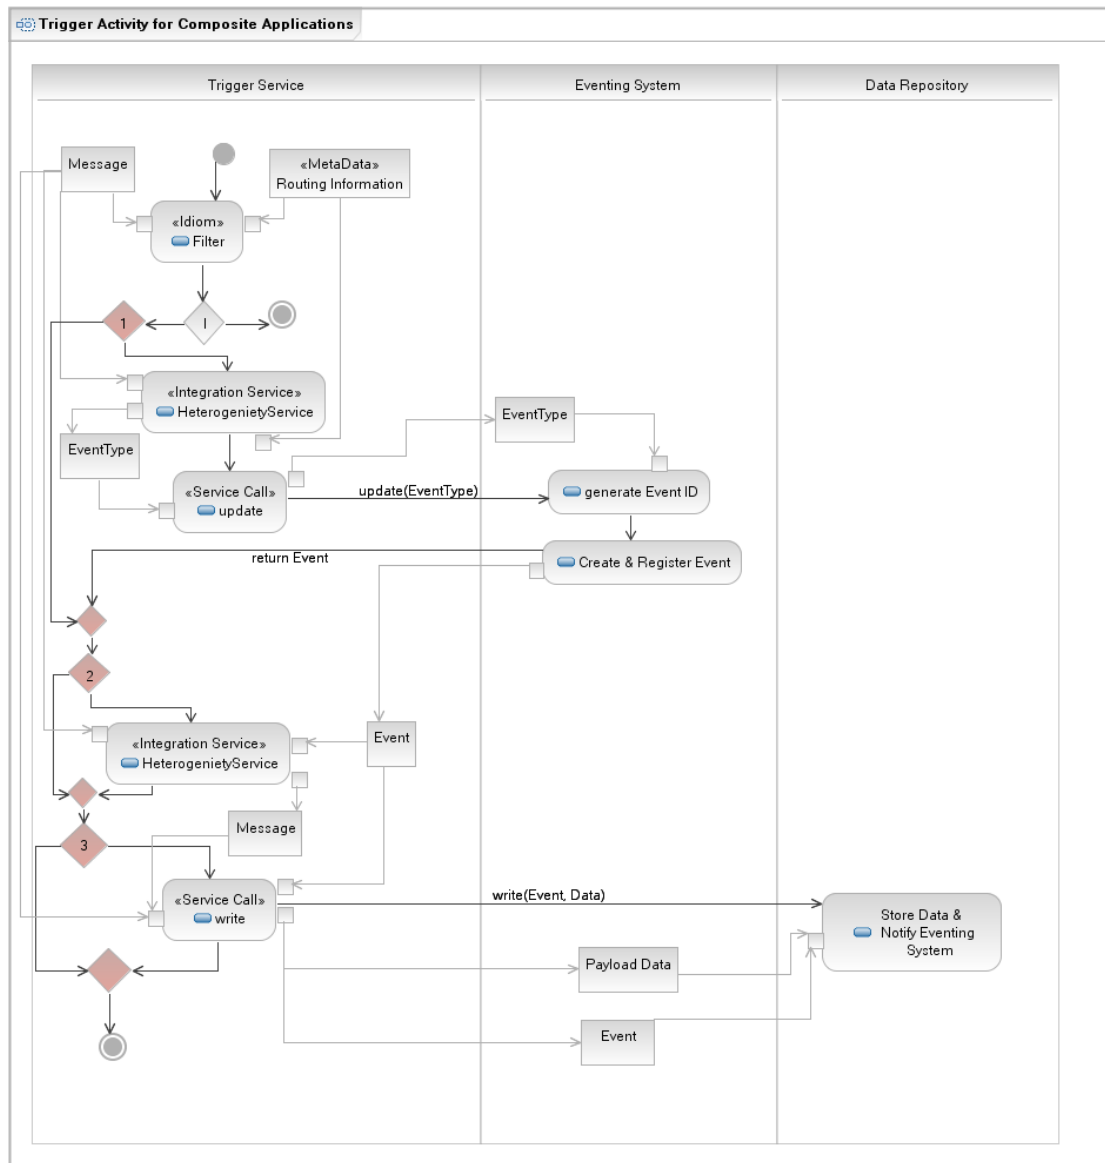 Trigger Activity for Composite Applications
Trigger Service
Eventing System
Data Repository
Message
«MetaData»
Routing Information
«Idiom»
Filter
1
I
«Integration Service»
HeterogenietyService
EventType
EventType
«Service Call»
update
update(EventType)
generate Event ID
return Event
Create & Register Event
2
«Integration Service»
HeterogenietyService
Event
Message
3
«Service Call»
write
write(Event, Data)
Store Data &
Notify Eventing
System
Payload Data
Event